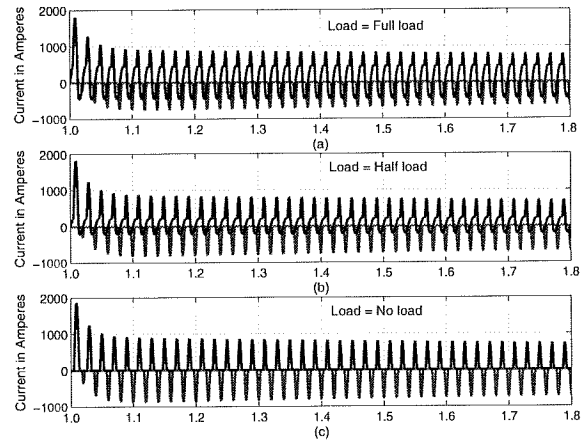 2000
Load = Full load
1000
0
−1000
Current in Amperes
1.0 1.1 1.2 1.3 1.4 1.5 1.6 1.7 1.8
(a)
2000
Load = Half load
1000
0
−1000
Current in Amperes
1.0 1.1 1.2 1.3 1.4 1.5 1.6 1.7 1.8
(b)
2000
Load = No load
1000
0
−1000
Current in Amperes
1.0 1.1 1.2 1.3 1.4 1.5 1.6 1.7 1.8
(c)